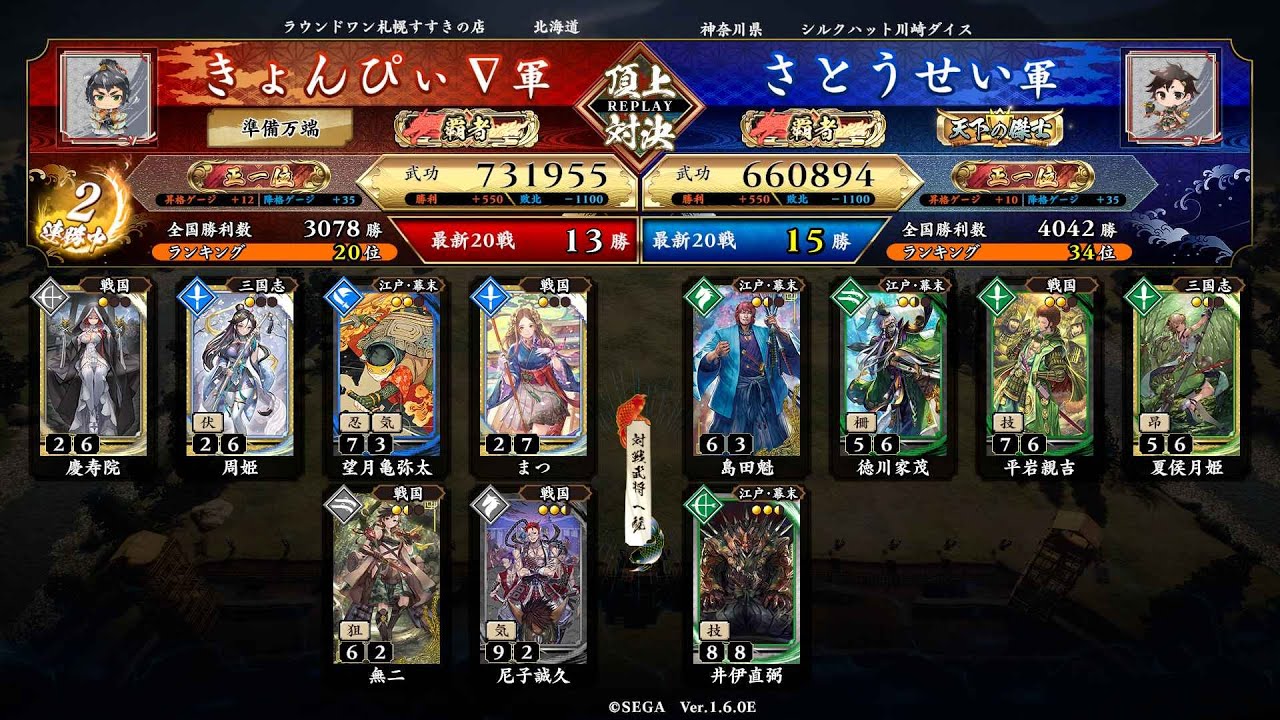 ラウンドワン札幌すすきの店 北海道
神奈川県 シルクハット川崎ダイス
きょんぴぃ∇軍
頂上
REPLAY
対決
さとうせい軍
準備万端
覇者
覇者
天下の傑士
正一位
武功 731955
武功 660894
正一位
昇格ゲージ +12 降格ゲージ +35
勝利 +550 敗北 -1100
勝利 +550 敗北 -1100
昇格ゲージ +10 降格ゲージ +35
2
連勝中
全国勝利数 3078勝
ランキング 20位
最新20戦 13勝
最新20戦 15勝
全国勝利数 4042勝
ランキング 34位
戦国
2 6
慶寿院
三国志
伏
2 6
周姫
江戸・幕末
忍 気
7 3
望月亀弥太
戦国
2 7
まつ
戦国
狙
6 2
無二
戦国
気
9 2
尼子誠久
対戦武将一覧
江戸・幕末
6 3
島田魁
江戸・幕末
柵
5 6
徳川家茂
戦国
技
7 6
平岩親吉
三国志
昂
5 6
夏侯月姫
江戸・幕末
技
8 8
井伊直弼
©SEGA Ver.1.6.0E